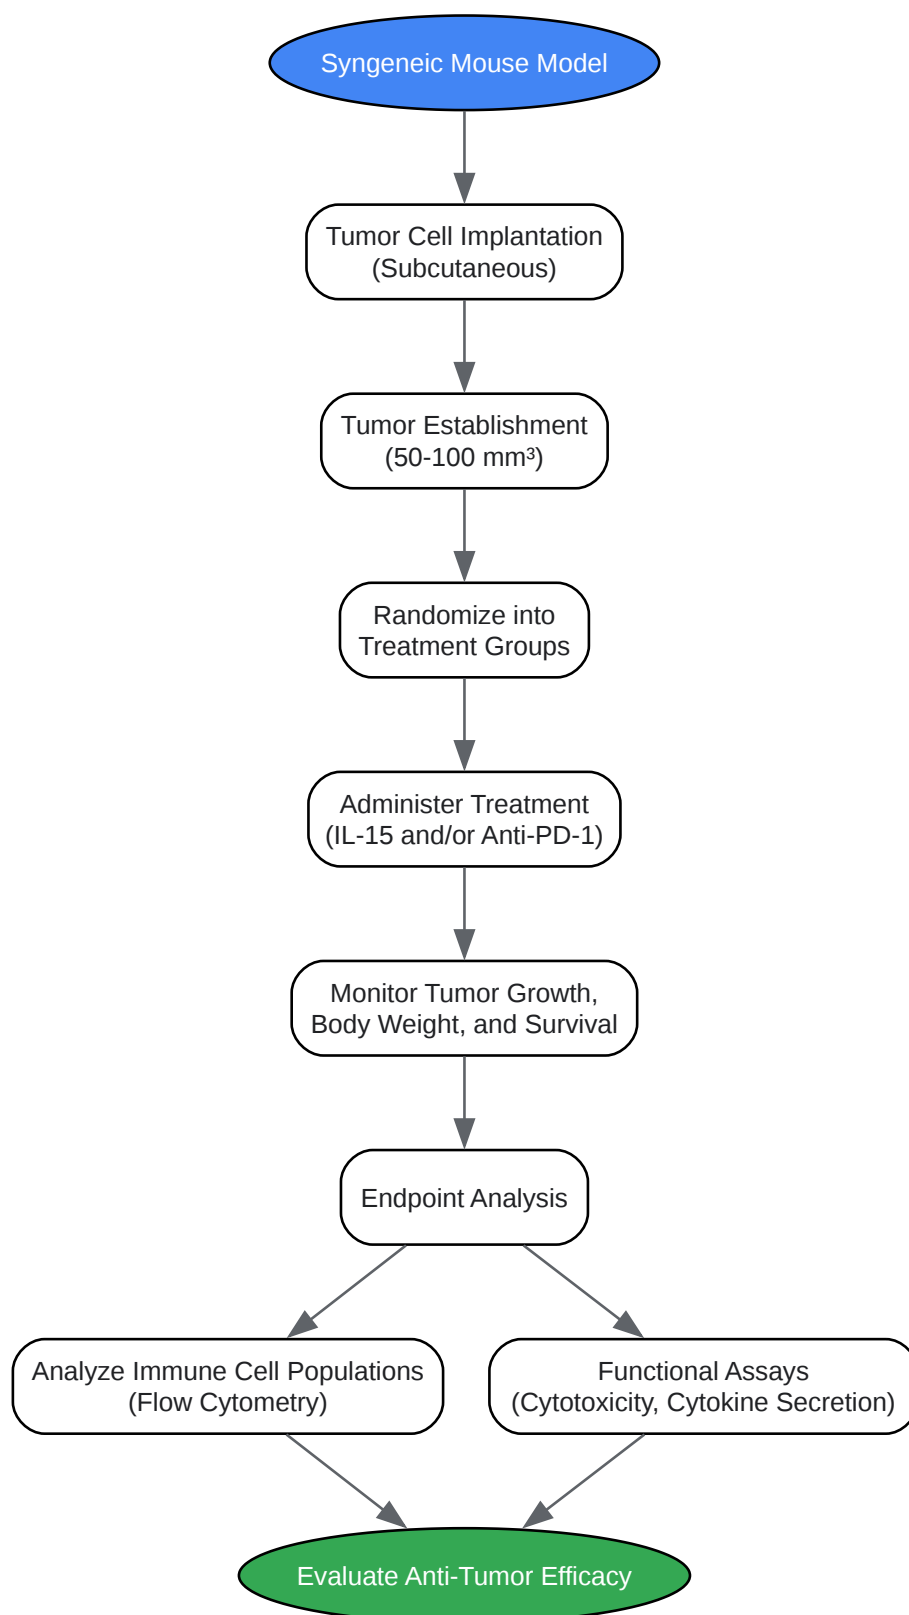 Syngeneic Mouse Model
Tumor Cell Implantation
(Subcutaneous)
Tumor Establishment
(50-100 mm³)
Randomize into
Treatment Groups
Administer Treatment
(IL-15 and/or Anti-PD-1)
Monitor Tumor Growth,
Body Weight, and Survival
Endpoint Analysis
Analyze Immune Cell Populations
(Flow Cytometry)
Functional Assays
(Cytotoxicity, Cytokine Secretion)
Evaluate Anti-Tumor Efficacy